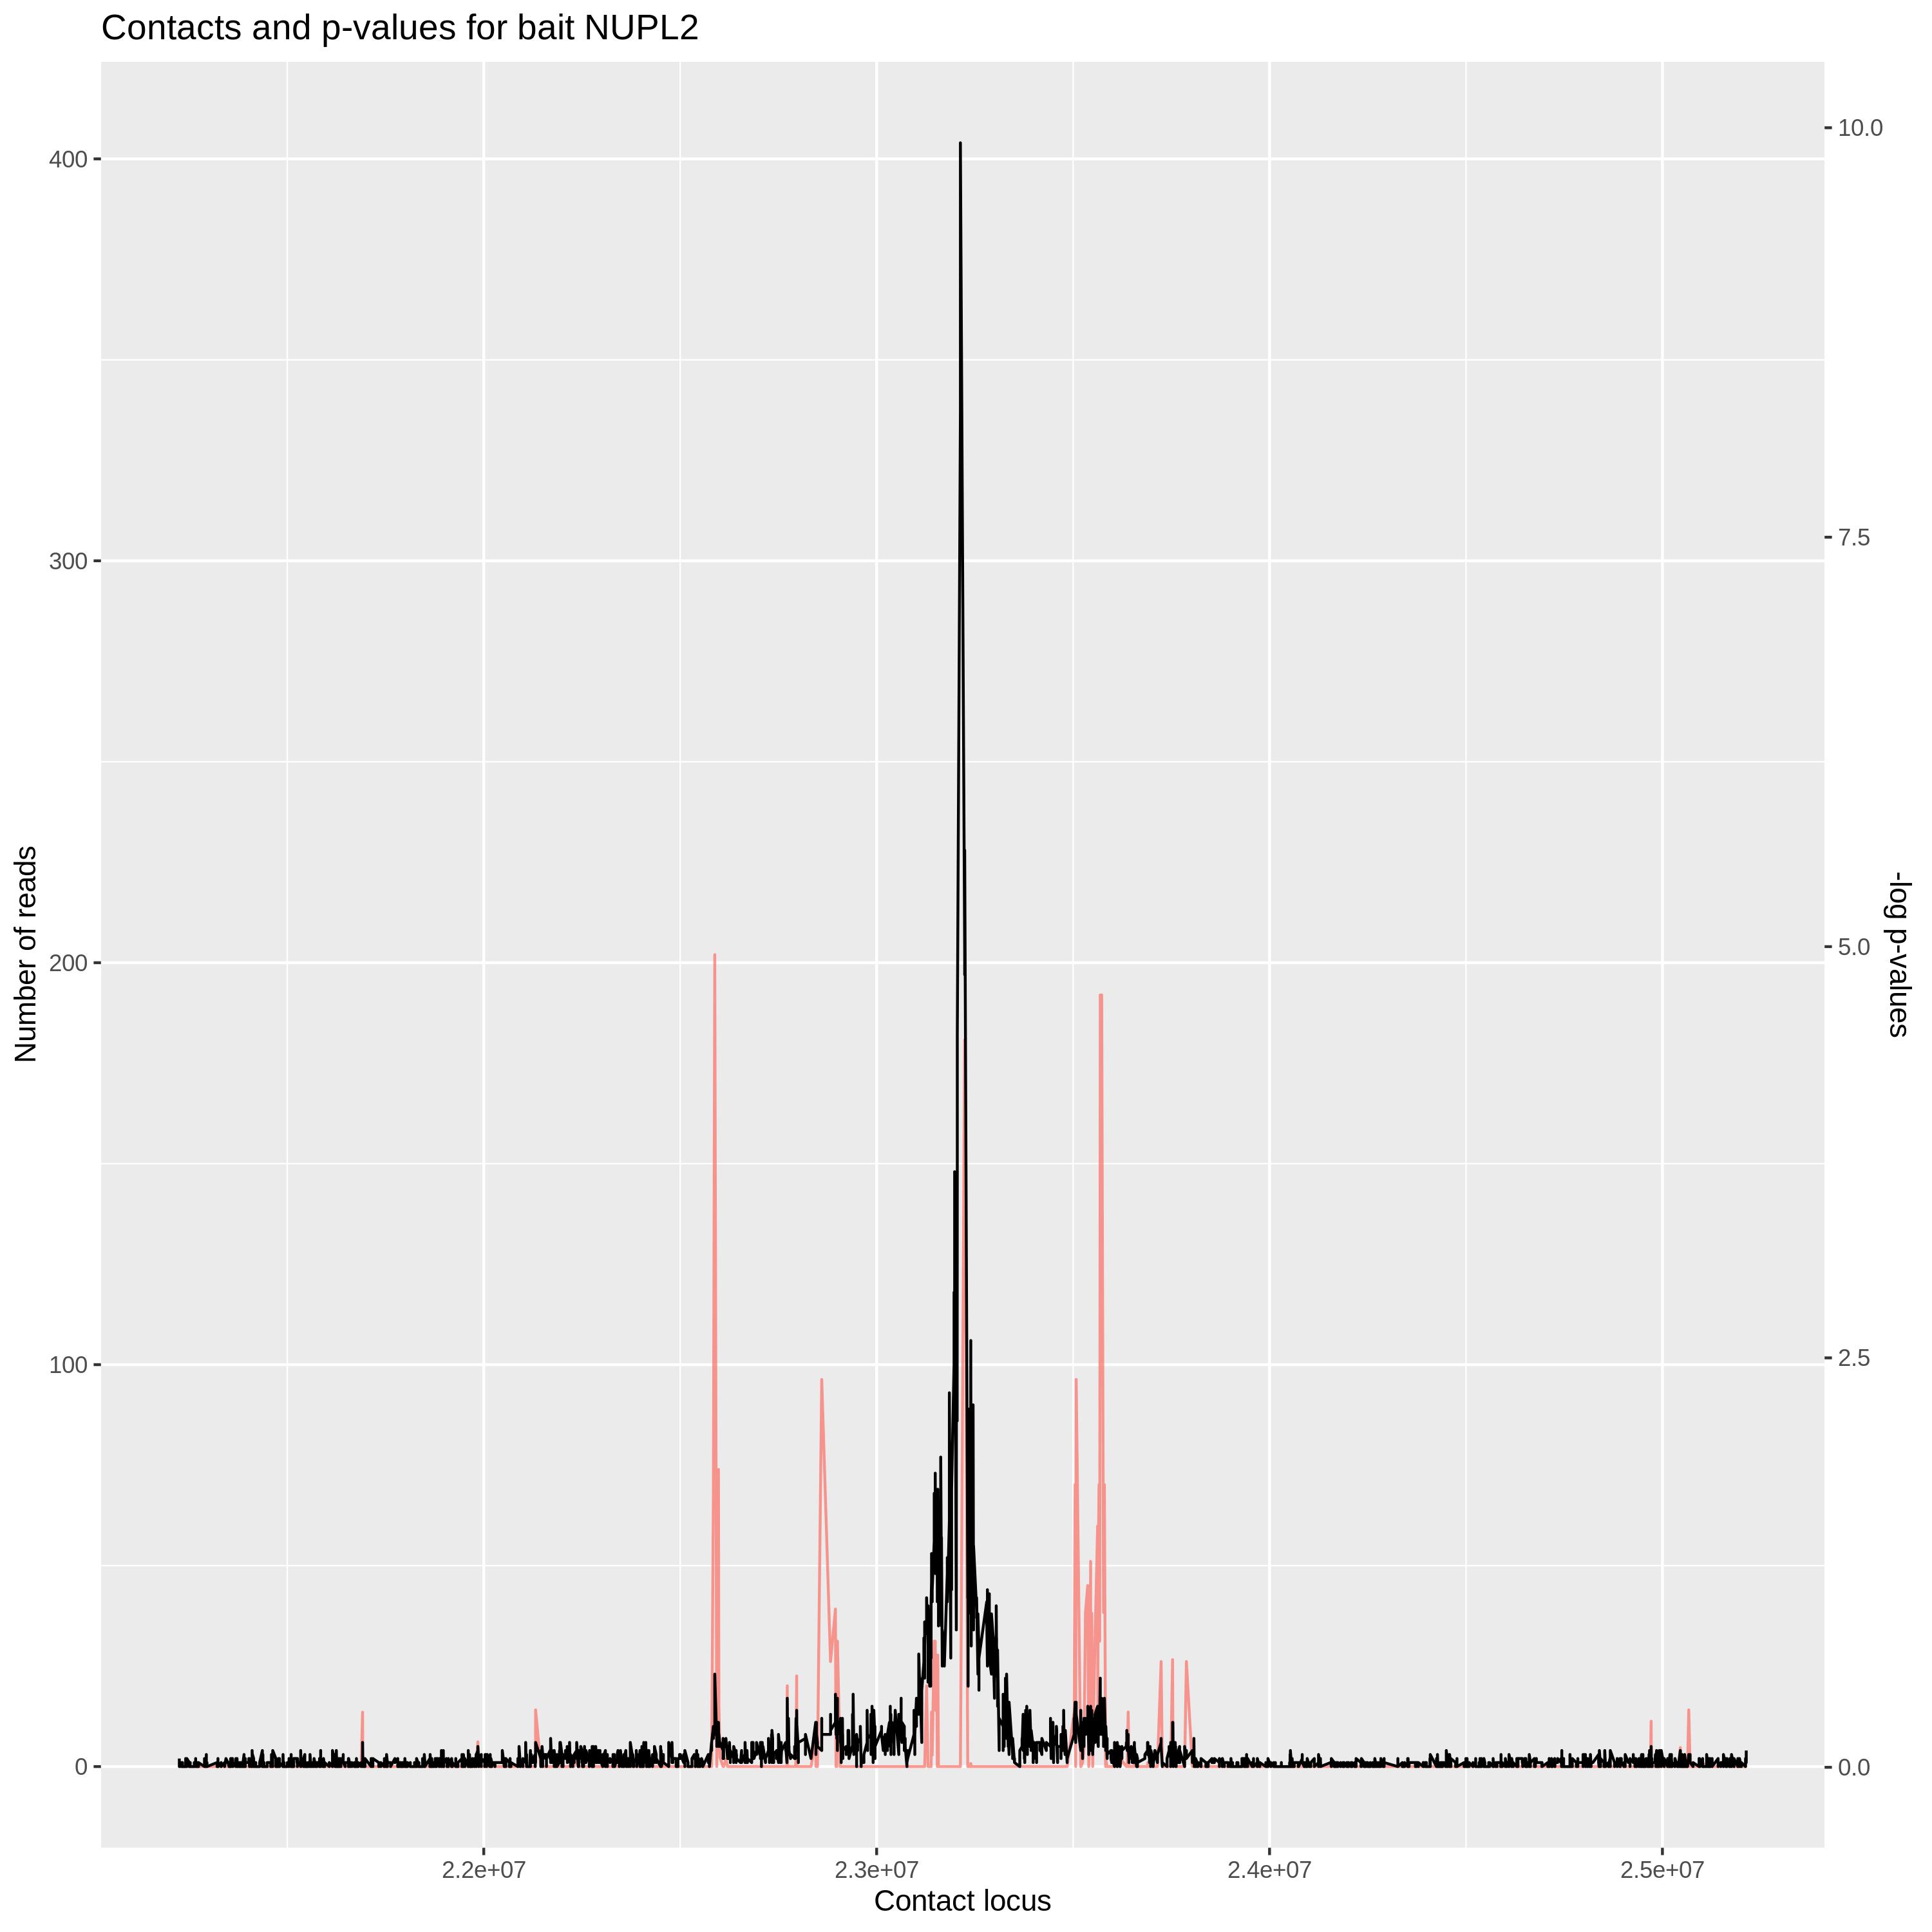 Contacts and p-values for bait NUPL2
400
300
200
100
0
Number of reads
10.0
7.5
5.0
2.5
0.0
-log p-values
2.2e+07
2.3e+07
2.4e+07
2.5e+07
Contact locus